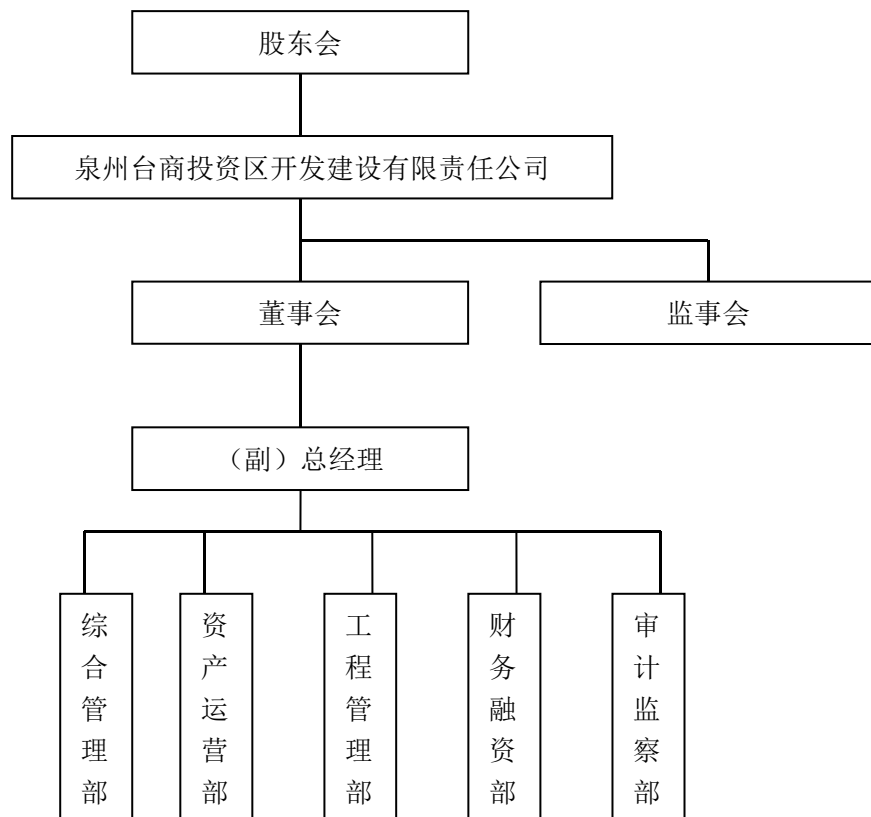 股东会
泉州台商投资区开发建设有限责任公司
董事会
监事会
（副）总经理
综合管理部
资产运营部
工程管理部
财务融资部
审计监察部